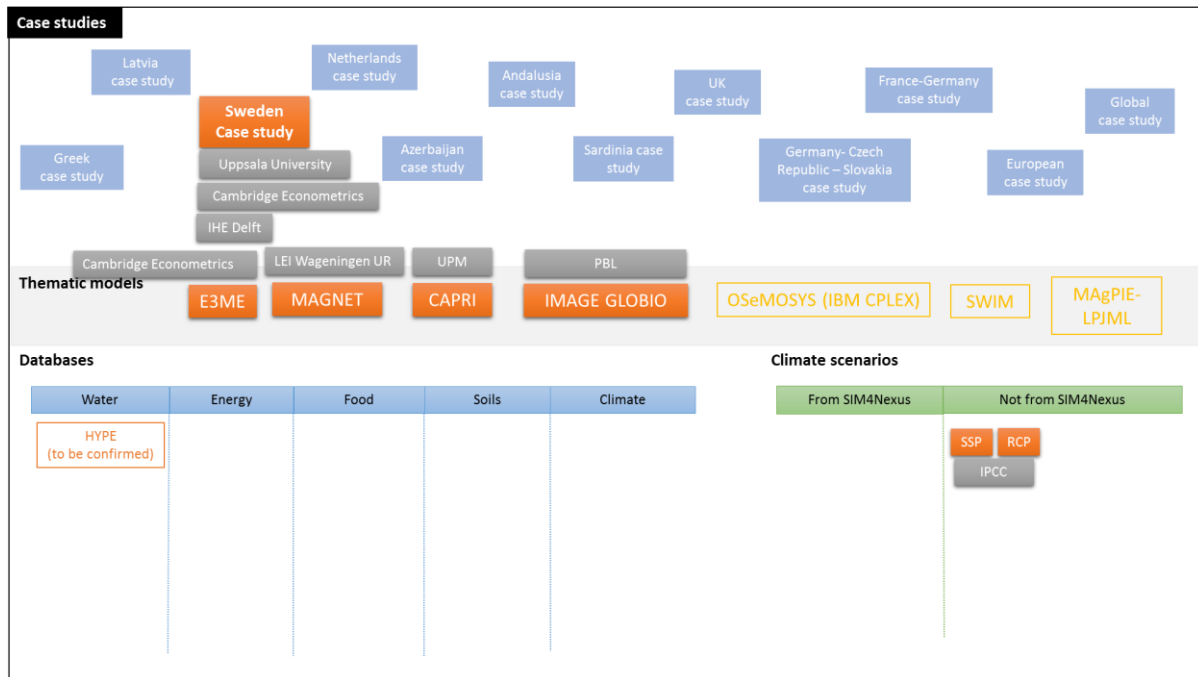 Case studies
Latvia
case study
Netherlands
case study
Andalusia
case study
UK
case study
France-Germany
case study
Global
case study
Sweden
Case study
Greek
case study
Uppsala University
Azerbaijan
case study
Sardinia case
study
Germany- Czech
Republic – Slovakia
case study
European
case study
Cambridge Econometrics
IHE Delft
Cambridge Econometrics
LEI Wageningen UR
UPM
PBL
Thematic models
E3ME
MAGNET
CAPRI
IMAGE GLOBIO
OSeMOSYS (IBM CPLEX)
SWIM
MAgPIE-
LPJML
Databases
Climate scenarios
Water
Energy
Food
Soils
Climate
From SIM4Nexus
Not from SIM4Nexus
HYPE
(to be confirmed)
SSP
RCP
IPCC